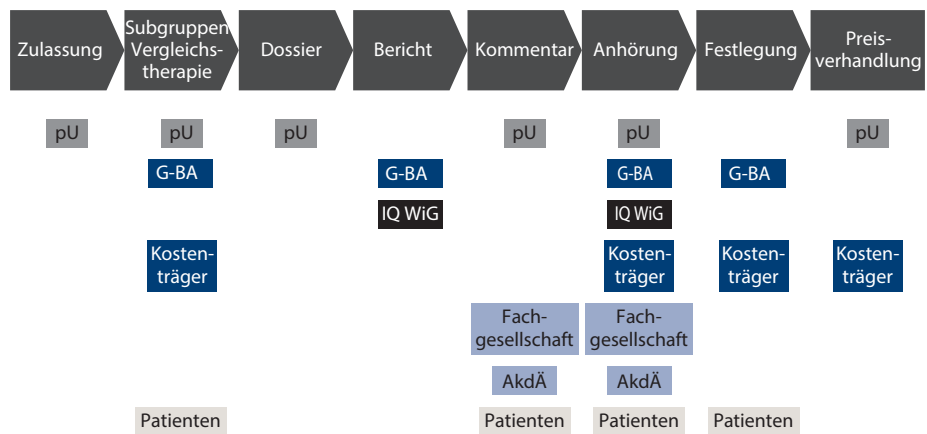 Zulassung
Subgruppen
Vergleichs-
therapie
Dossier
Bericht
Kommentar
Anhörung
Festlegung
Preis-
verhandlung
pU
pU
pU
pU
pU
pU
G-BA
G-BA
G-BA
G-BA
IQ WiG
IQ WiG
Kosten-
träger
Kosten-
träger
Kosten-
träger
Kosten-
träger
Fach-
gesellschaft
Fach-
gesellschaft
AkdÄ
AkdÄ
Patienten
Patienten
Patienten
Patienten